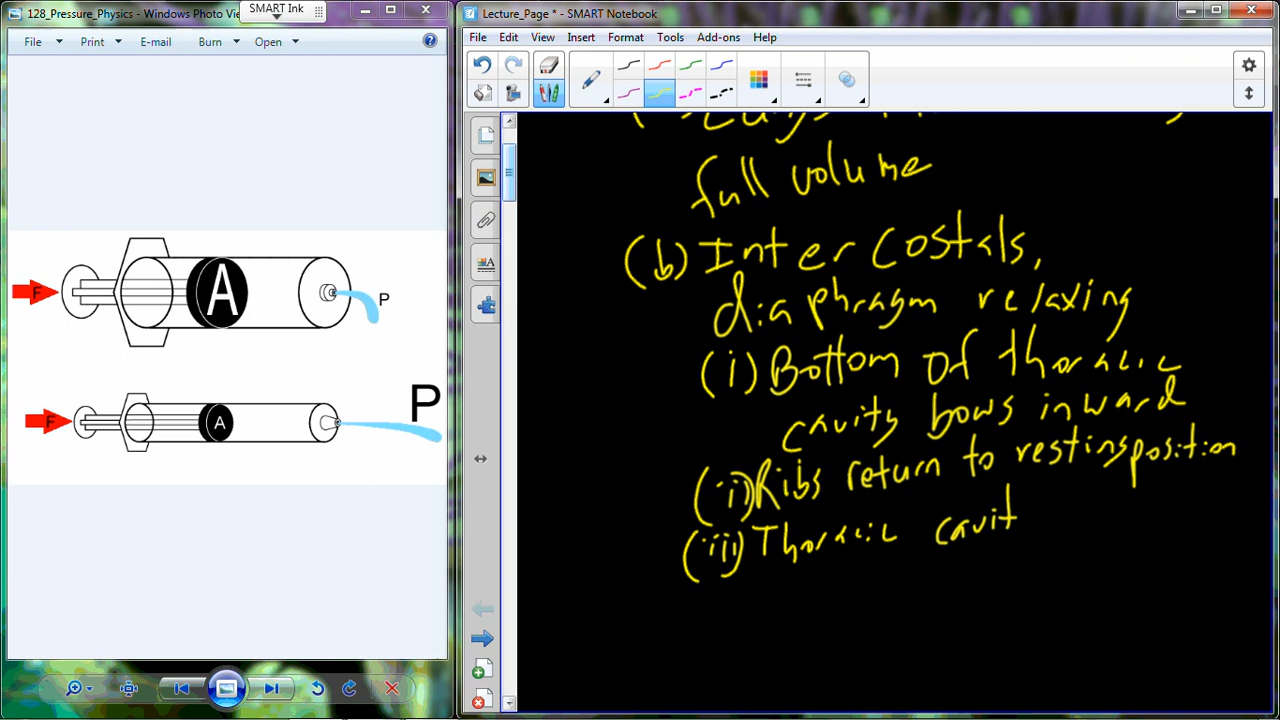 128_Pressure_Physics - Windows Photo Vie
SMART Ink
File Print E-mail Burn Open
F A P
F A P
Lecture_Page * - SMART Notebook
File Edit View Insert Format Tools Add-ons Help
full volume
(b) Inter Costals,
diaphragm relaxing
(i) Bottom of thoracic
cavity bows inward
(ii) Ribs return to resting position
(iii) Thoracic cavit